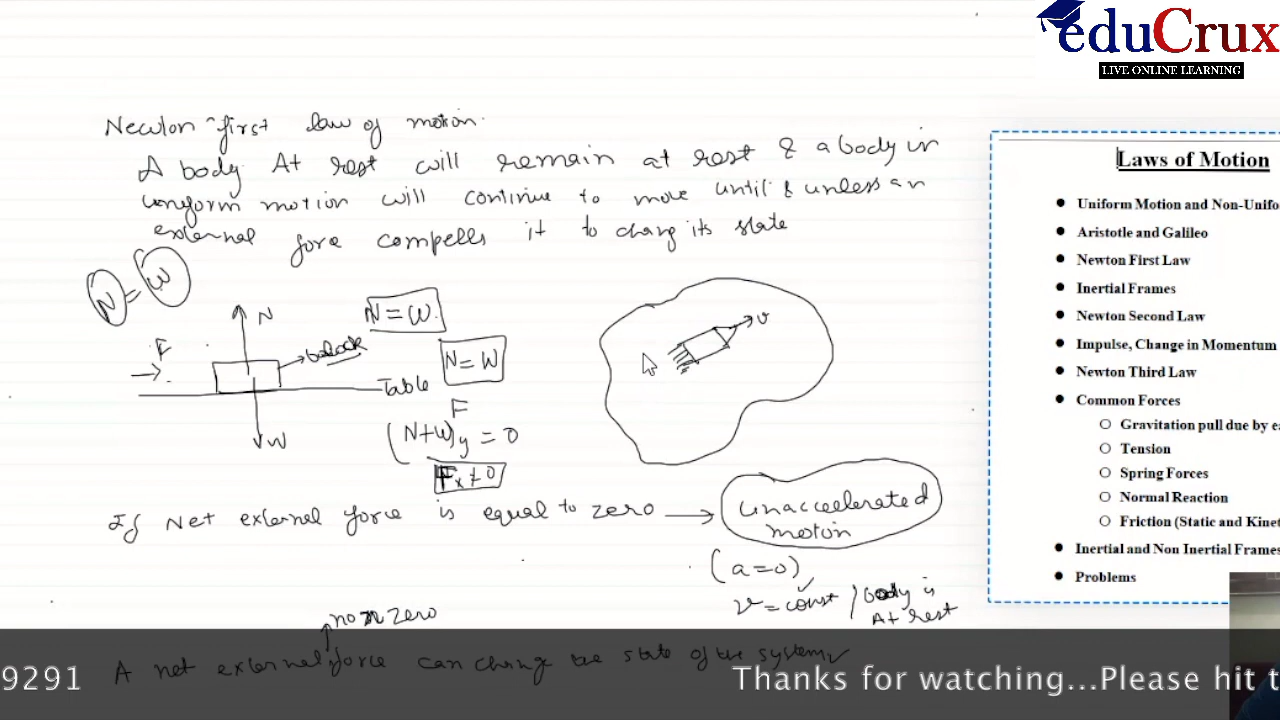 eduCrux
LIVE ONLINE LEARNING
Newton first law of motion.
A body At rest will remain at rest & a body in
uniform motion will continue to move until & unless an
external force compells it to change its state
N = W
N
F
block
Table
W
N = W.
N = W
F
(N+W)y = 0
Fx ≠ 0
v
If Net external force is equal to zero → Unaccelerated
motion
(a=0)
v = const / body is
At rest
non zero
A net external force can change the state of the system
Laws of Motion
● Uniform Motion and Non-Unifo
● Aristotle and Galileo
● Newton First Law
● Inertial Frames
● Newton Second Law
● Impulse, Change in Momentum
● Newton Third Law
● Common Forces
○ Gravitation pull due by e
○ Tension
○ Spring Forces
○ Normal Reaction
○ Friction (Static and Kinet
● Inertial and Non Inertial Frames
● Problems
9291 Thanks for watching...Please hit t